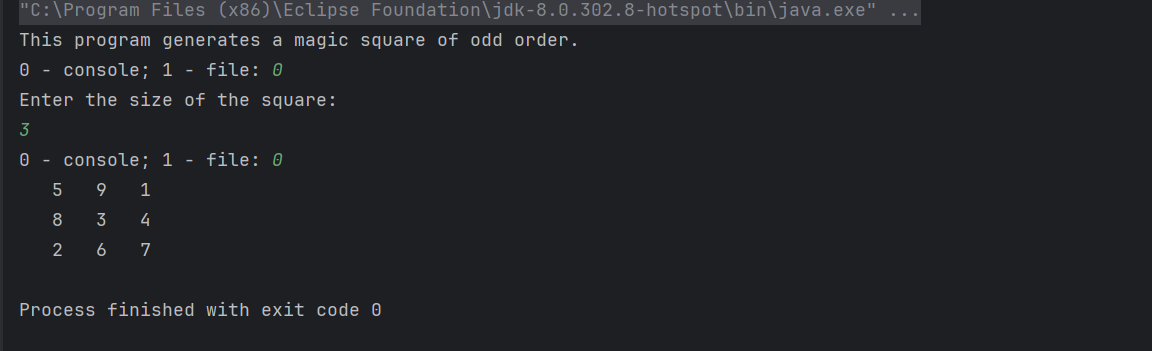 "C:\Program Files (x86)\Eclipse Foundation\jdk-8.0.302.8-hotspot\bin\java.exe" ...
This program generates a magic square of odd order.
0 - console; 1 - file: 0
Enter the size of the square:
3
0 - console; 1 - file: 0
5 9 1
8 3 4
2 6 7
Process finished with exit code 0